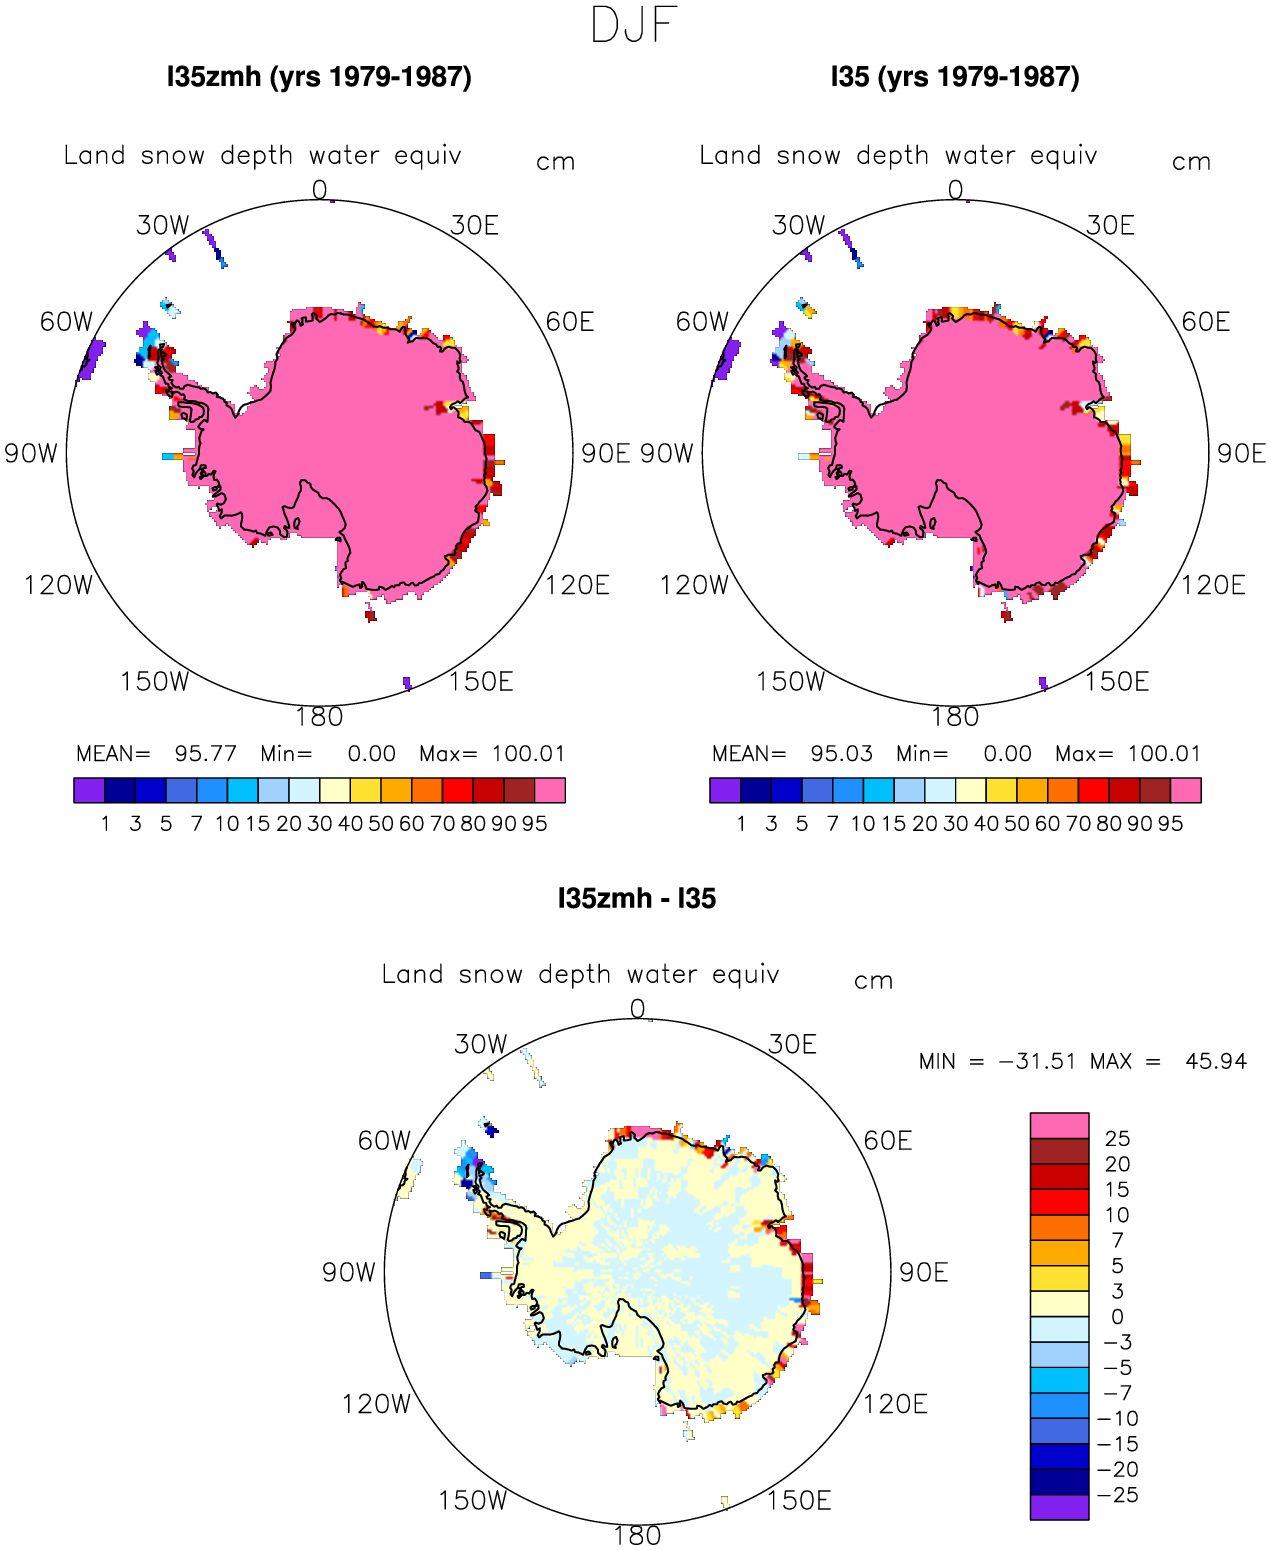 DJF
l35zmh (yrs 1979-1987)
l35 (yrs 1979-1987)
Land snow depth water equiv cm
Land snow depth water equiv cm
0
30W 30E
60W 60E
90W 90E
120W 120E
150W 150E
180
0
30W 30E
60W 60E
90W 90E
120W 120E
150W 150E
180
MEAN= 95.77 Min= 0.00 Max= 100.01
1 3 5 7 10 15 20 30 40 50 60 70 80 90 95
MEAN= 95.03 Min= 0.00 Max= 100.01
1 3 5 7 10 15 20 30 40 50 60 70 80 90 95
l35zmh - l35
Land snow depth water equiv cm
0
30W 30E
60W 60E
90W 90E
120W 120E
150W 150E
180
MIN = −31.51 MAX = 45.94
25
20
15
10
7
5
3
0
−3
−5
−7
−10
−15
−20
−25